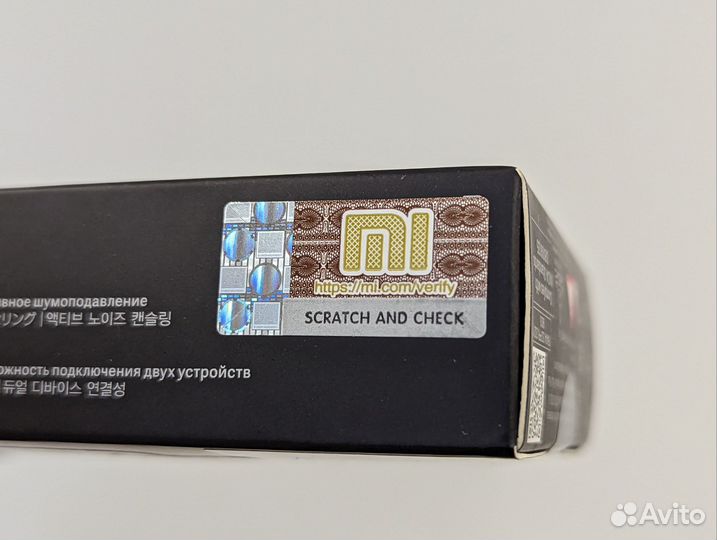 mi
https://mi.com/verify
SCRATCH AND CHECK
вное шумоподавление
リング | 액티브 노이즈 캔슬링
ожность подключения двух устройств
듀얼 디바이스 연결성
Avito